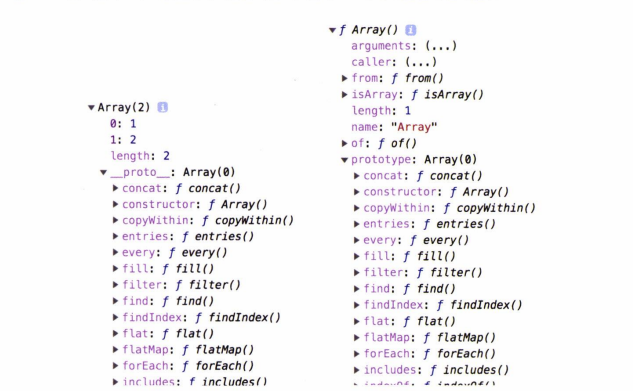 ▼Array(2) i
0: 1
1: 2
length: 2
▼__proto__: Array(0)
▶concat: ƒ concat()
▶constructor: ƒ Array()
▶copyWithin: ƒ copyWithin()
▶entries: ƒ entries()
▶every: ƒ every()
▶fill: ƒ fill()
▶filter: ƒ filter()
▶find: ƒ find()
▶findIndex: ƒ findIndex()
▶flat: ƒ flat()
▶flatMap: ƒ flatMap()
▶forEach: ƒ forEach()
▶includes: ƒ includes()
▼ƒ Array() i
arguments: (...)
caller: (...)
▶from: ƒ from()
▶isArray: ƒ isArray()
length: 1
name: "Array"
▶of: ƒ of()
▼prototype: Array(0)
▶concat: ƒ concat()
▶constructor: ƒ Array()
▶copyWithin: ƒ copyWithin()
▶entries: ƒ entries()
▶every: ƒ every()
▶fill: ƒ fill()
▶filter: ƒ filter()
▶find: ƒ find()
▶findIndex: ƒ findIndex()
▶flat: ƒ flat()
▶flatMap: ƒ flatMap()
▶forEach: ƒ forEach()
▶includes: ƒ includes()